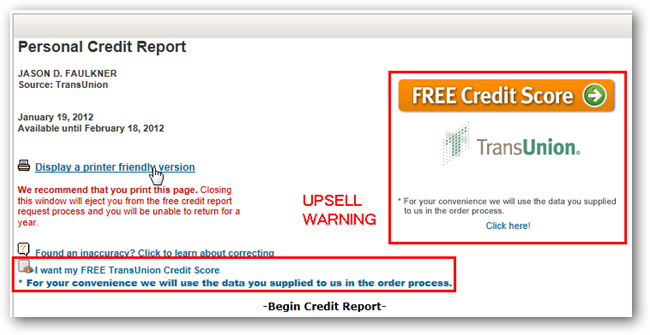 Personal Credit Report
JASON D. FAULKNER
Source: TransUnion
January 19, 2012
Available until February 18, 2012
Display a printer friendly version
We recommend that you print this page. Closing
this window will eject you from the free credit report
request process and you will be unable to return for a
year.
Found an inaccuracy? Click to learn about correcting
I want my FREE TransUnion Credit Score
* For your convenience we will use the data you supplied to us in the order process.
UPSELL
WARNING
FREE Credit Score
TransUnion.
* For your convenience we will use the data you supplied
to us in the order process.
Click here!
-Begin Credit Report-